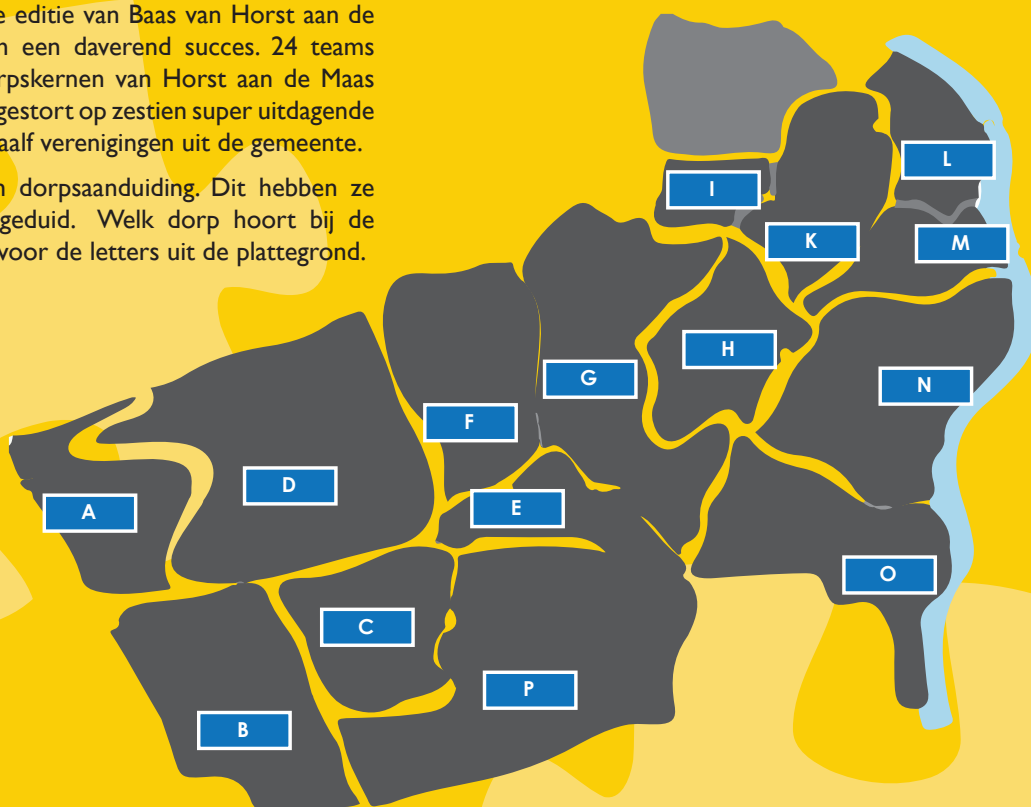 e editie van Baas van Horst aan de
n een daverend succes. 24 teams
rpskernen van Horst aan de Maas
gestort op zestien super uitdagende
aalf verenigingen uit de gemeente.
n dorpsaanduiding. Dit hebben ze
geduid. Welk dorp hoort bij de
voor de letters uit de plattegrond.
L
I
K
M
H
G
N
F
D
E
A
O
C
P
B